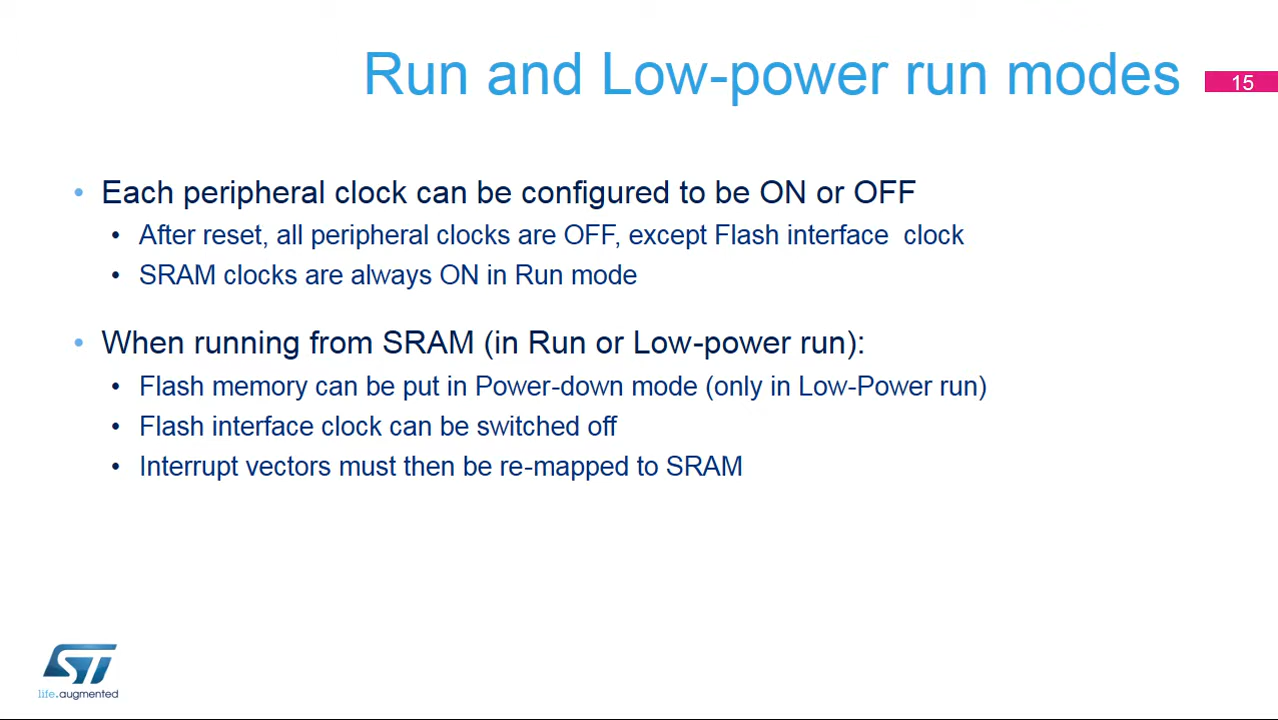 Run and Low-power run modes
15
• Each peripheral clock can be configured to be ON or OFF
• After reset, all peripheral clocks are OFF, except Flash interface clock
• SRAM clocks are always ON in Run mode
• When running from SRAM (in Run or Low-power run):
• Flash memory can be put in Power-down mode (only in Low-Power run)
• Flash interface clock can be switched off
• Interrupt vectors must then be re-mapped to SRAM
ST
life.augmented